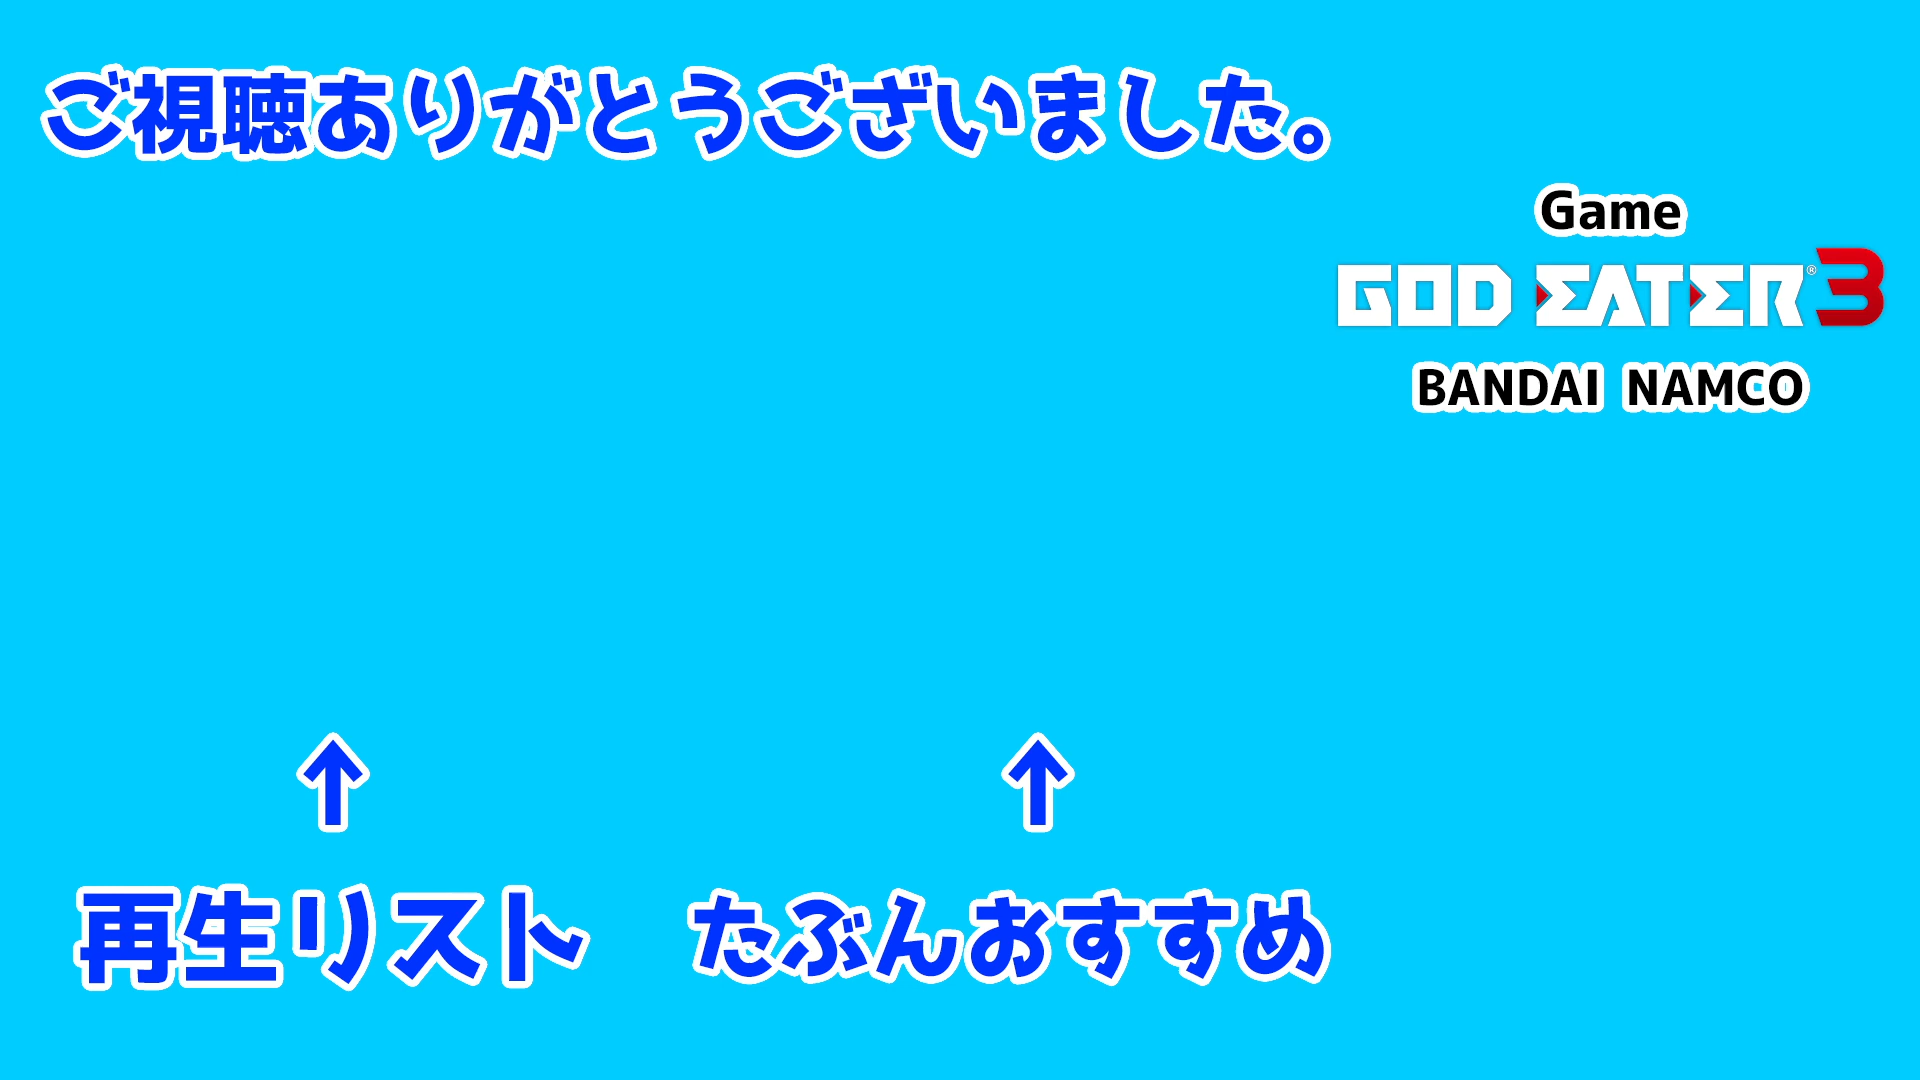 ご視聴ありがとうございました。
Game
GOD EATER® 3
BANDAI NAMCO
↑ ↑
再生リスト たぶんおすすめ